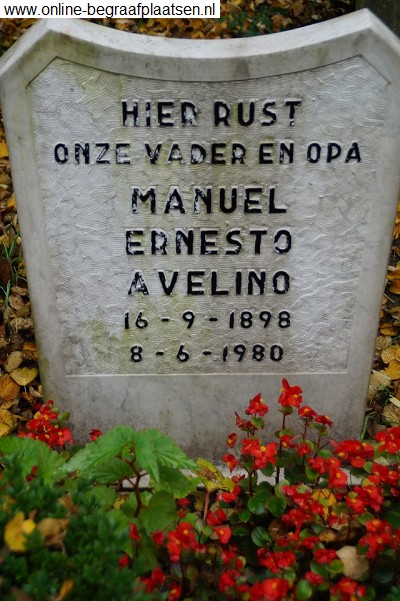 www.online-begraafplaatsen.nl
HIER RUST
ONZE VADER EN OPA
MANUEL
ERNESTO
AVELINO
16-9-1898
8-6-1980